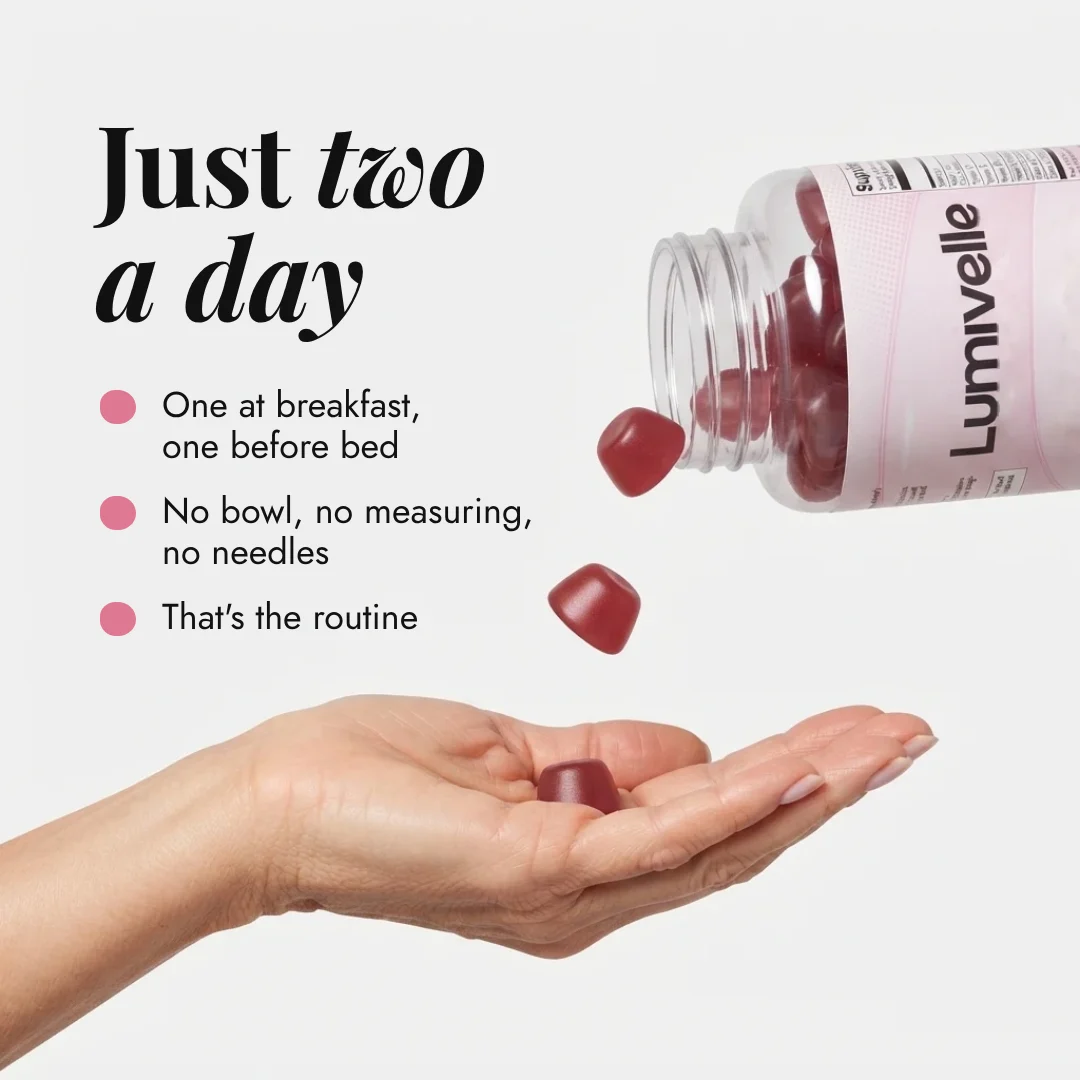 Just two
a day
One at breakfast,
one before bed
No bowl, no measuring,
no needles
That's the routine
Lumivelle